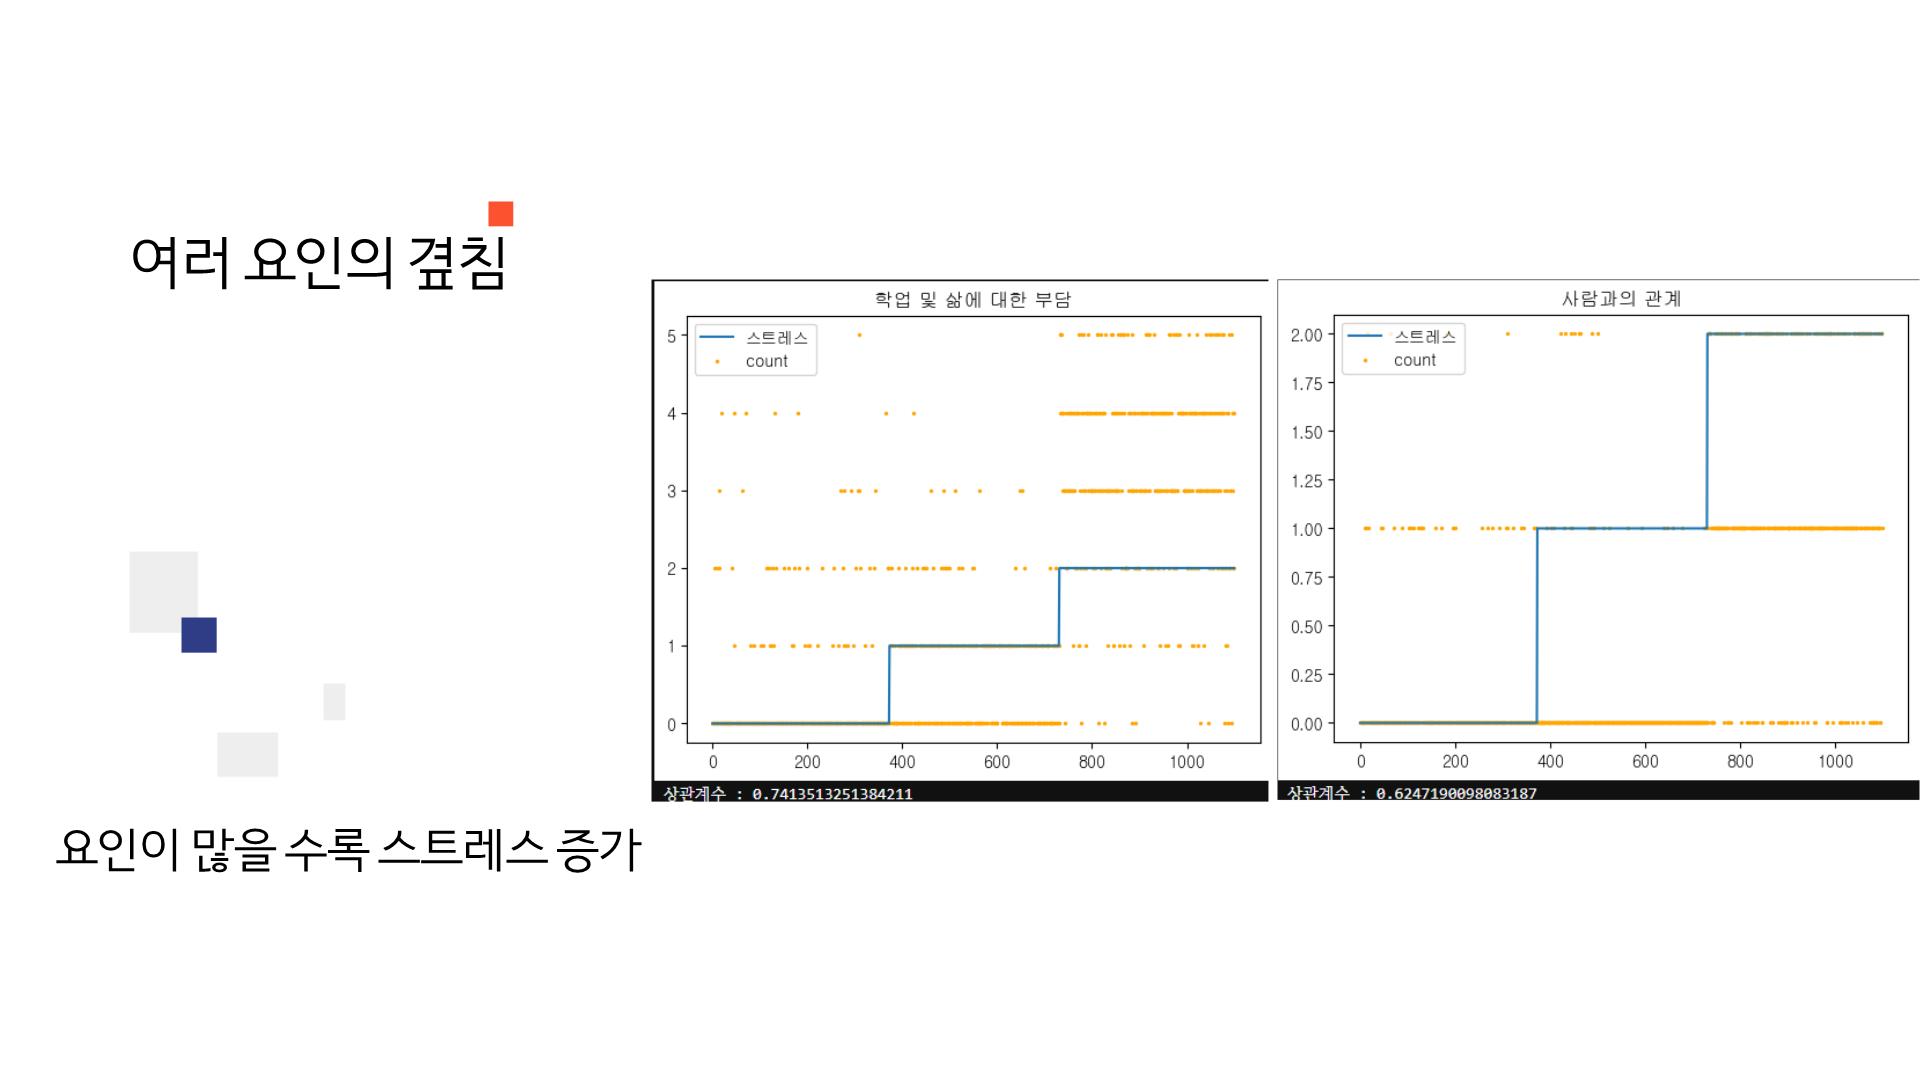 여러 요인의 겪침
학업 및 삶에 대한 부담
스트레스
count
5
4
3
2
1
0
0 200 400 600 800 1000
상관계수 : 0.7413513251384211
사람과의 관계
스트레스
count
2.00
1.75
1.50
1.25
1.00
0.75
0.50
0.25
0.00
0 200 400 600 800 1000
상관계수 : 0.6247190098083187
요인이 많을 수록 스트레스 증가